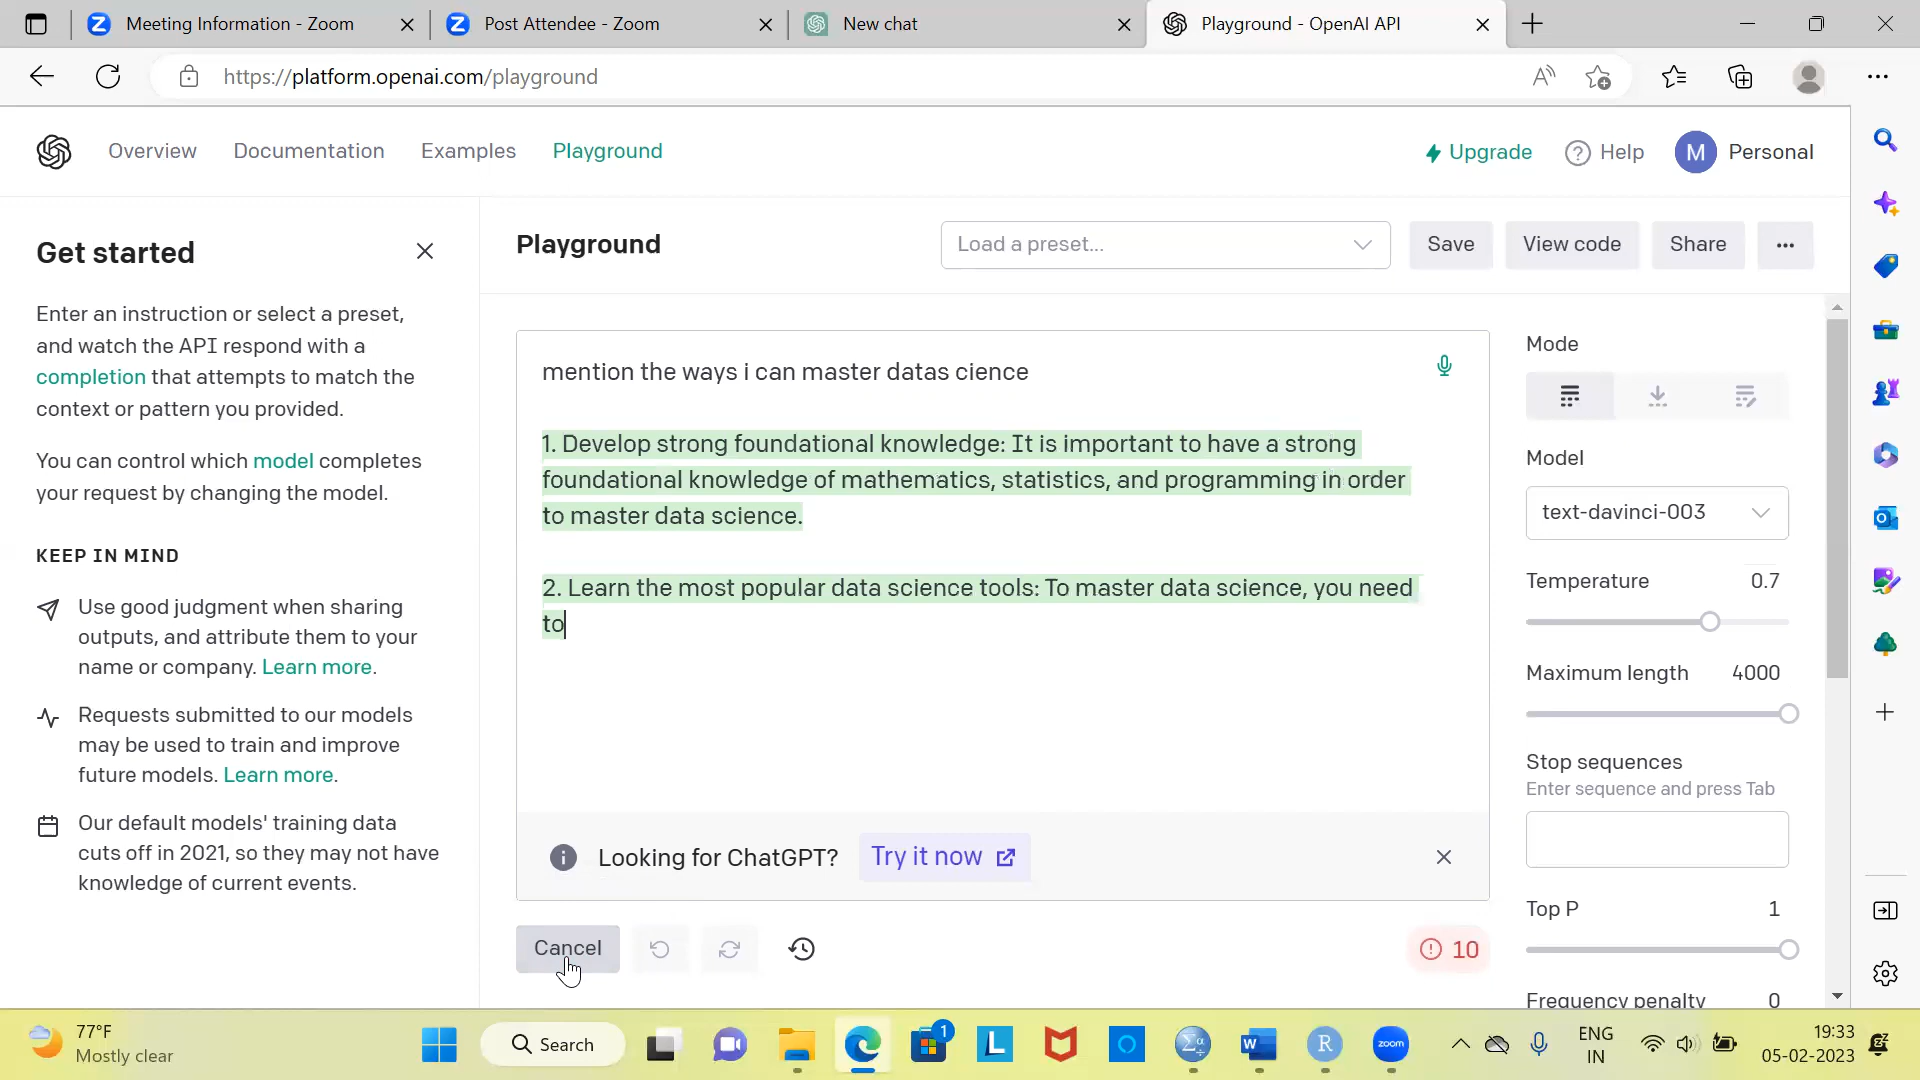 Meeting Information - Zoom
Post Attendee - Zoom
New chat
Playground - OpenAI API
https://platform.openai.com/playground
Overview
Documentation
Examples
Playground
Upgrade
Help
M
Personal
Get started
Enter an instruction or select a preset,
and watch the API respond with a
completion that attempts to match the
context or pattern you provided.
You can control which model completes
your request by changing the model.
KEEP IN MIND
Use good judgment when sharing
outputs, and attribute them to your
name or company. Learn more.
Requests submitted to our models
may be used to train and improve
future models. Learn more.
Our default models' training data
cuts off in 2021, so they may not have
knowledge of current events.
Playground
Load a preset...
Save
View code
Share
mention the ways i can master datas cience
1. Develop strong foundational knowledge: It is important to have a strong
foundational knowledge of mathematics, statistics, and programming in order
to master data science.
2. Learn the most popular data science tools: To master data science, you need
to
Looking for ChatGPT?
Try it now
Cancel
10
Mode
Model
text-davinci-003
Temperature 0.7
Maximum length 4000
Stop sequences
Enter sequence and press Tab
Top P 1
Frequency penalty 0
77°F
Mostly clear
Search
1
L
W
R
zoom
ENG
IN
19:33
05-02-2023